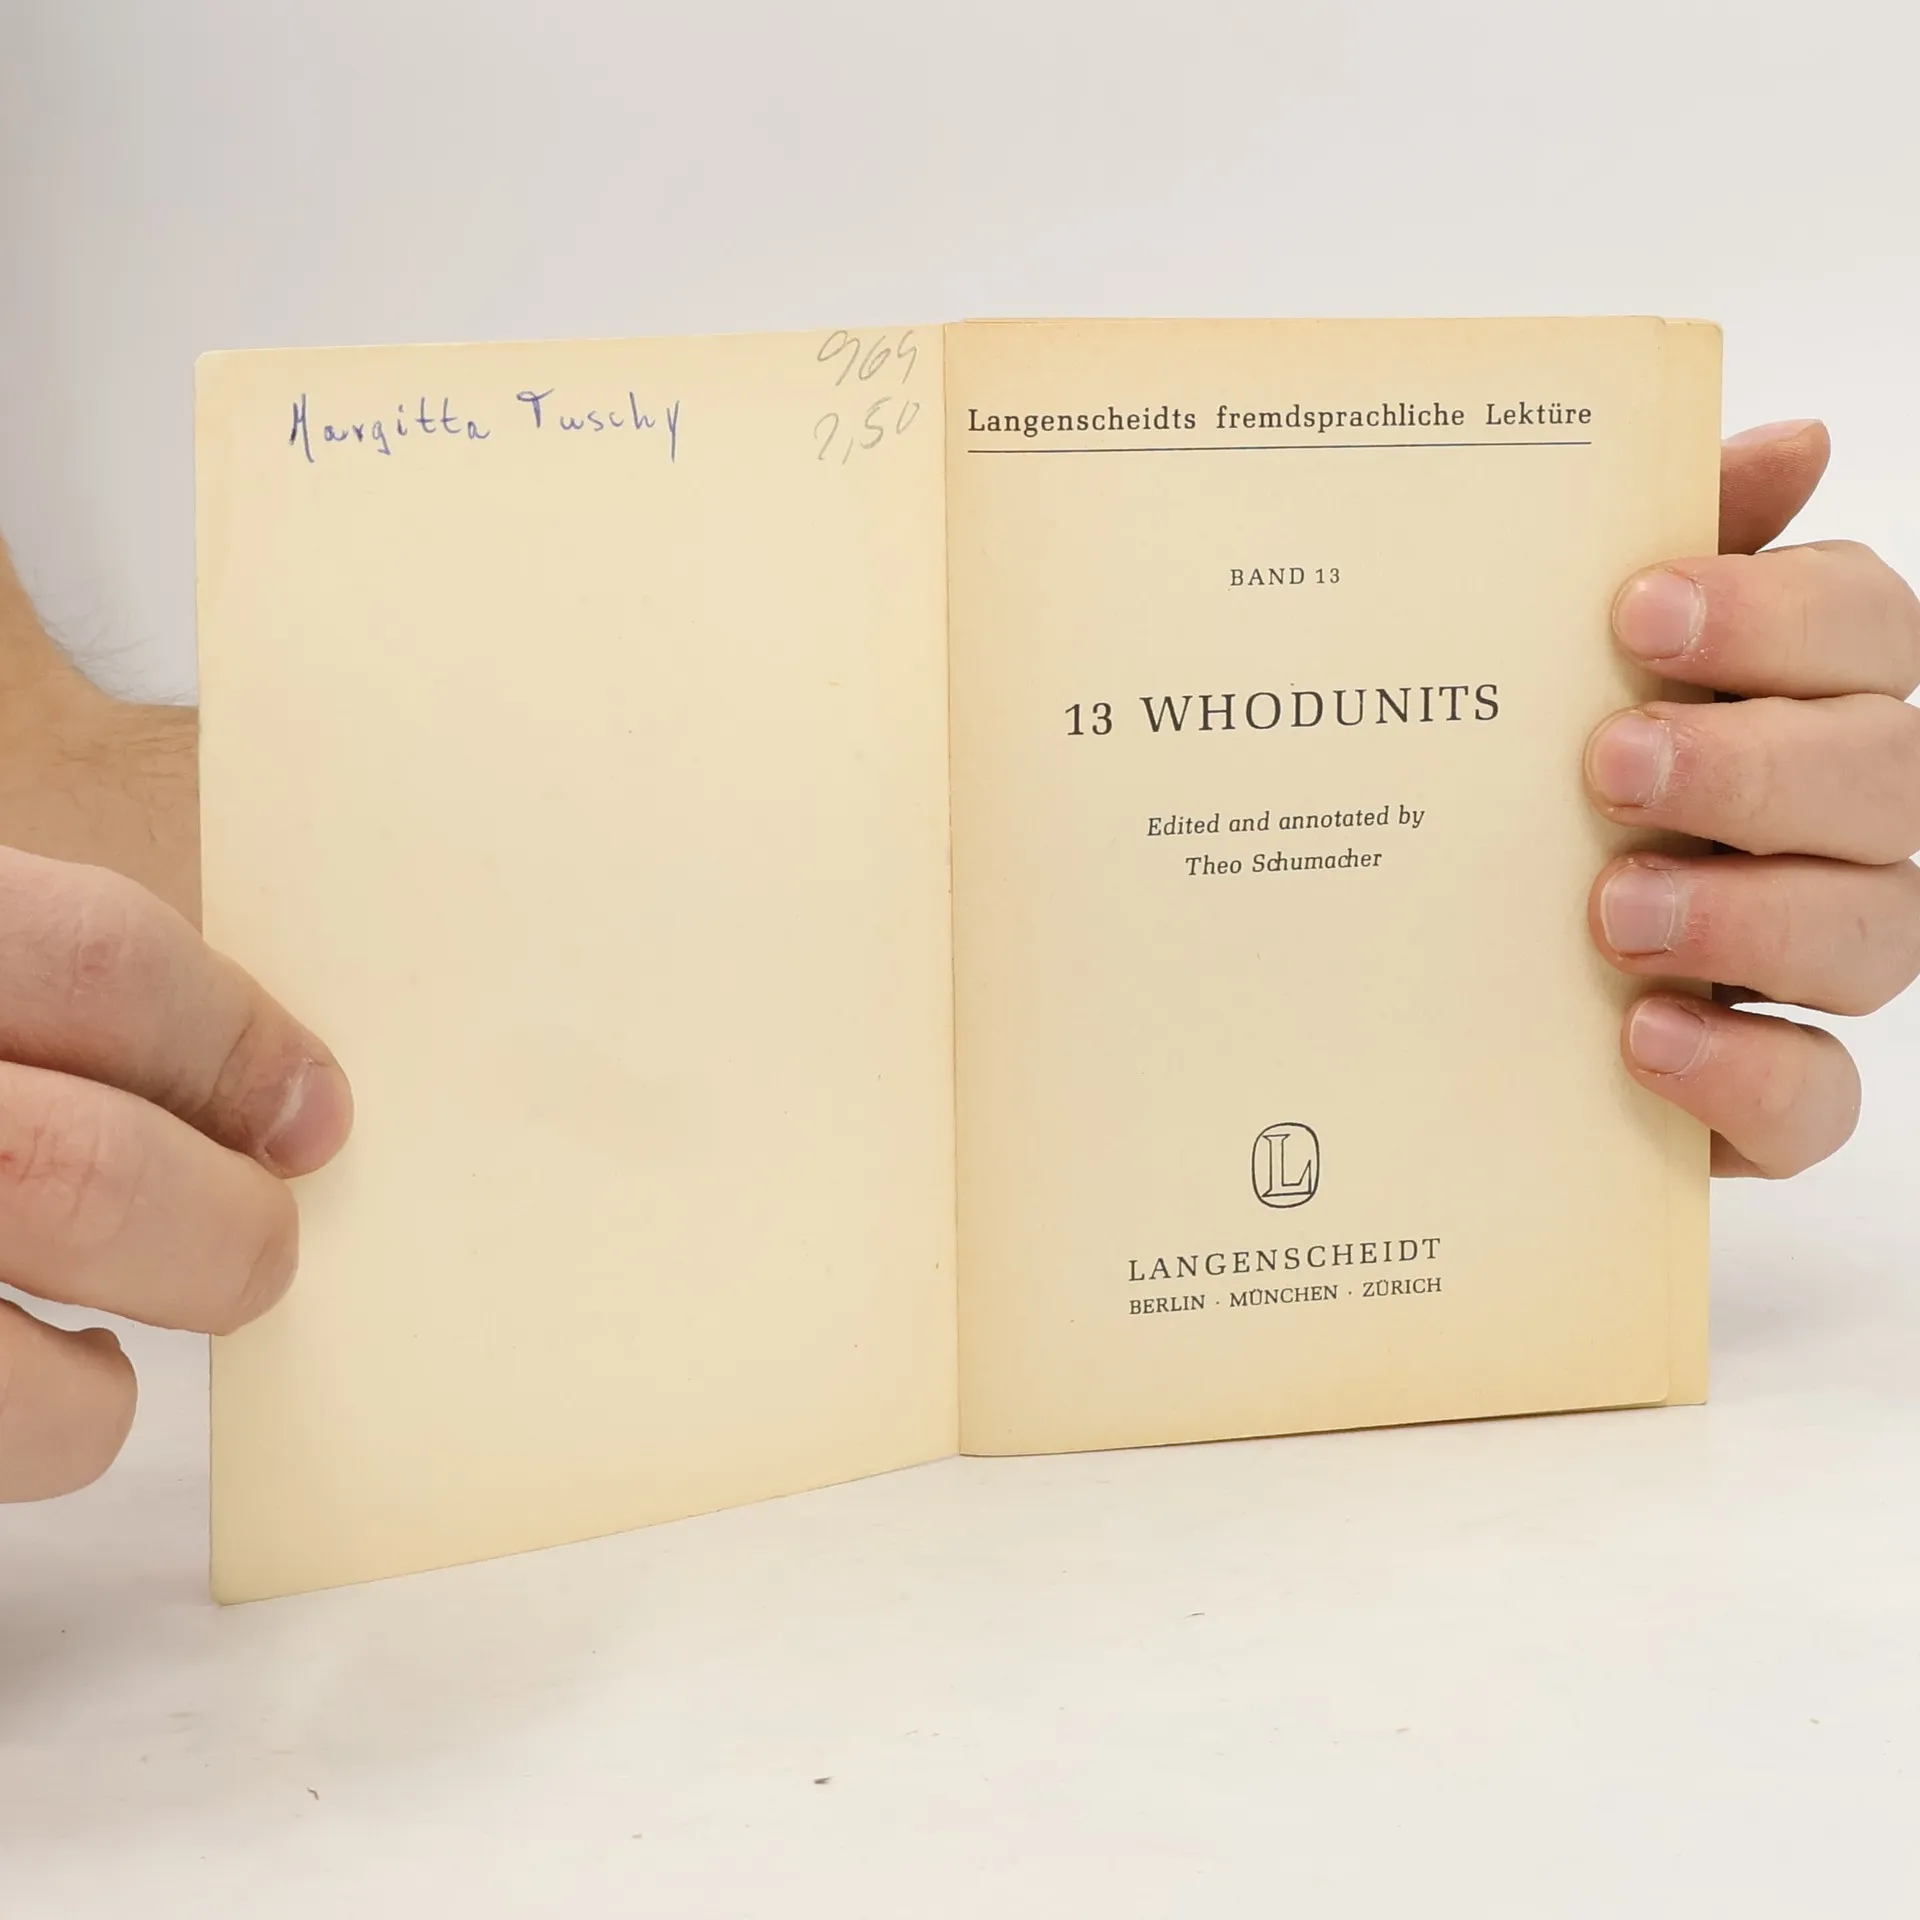 Margitta Tuschy
969
2,50
Langenscheidts fremdsprachliche Lektüre
BAND 13
13 WHODUNITS
Edited and annotated by
Theo Schumacher
L
LANGENSCHEIDT
BERLIN · MÜNCHEN · ZÜRICH